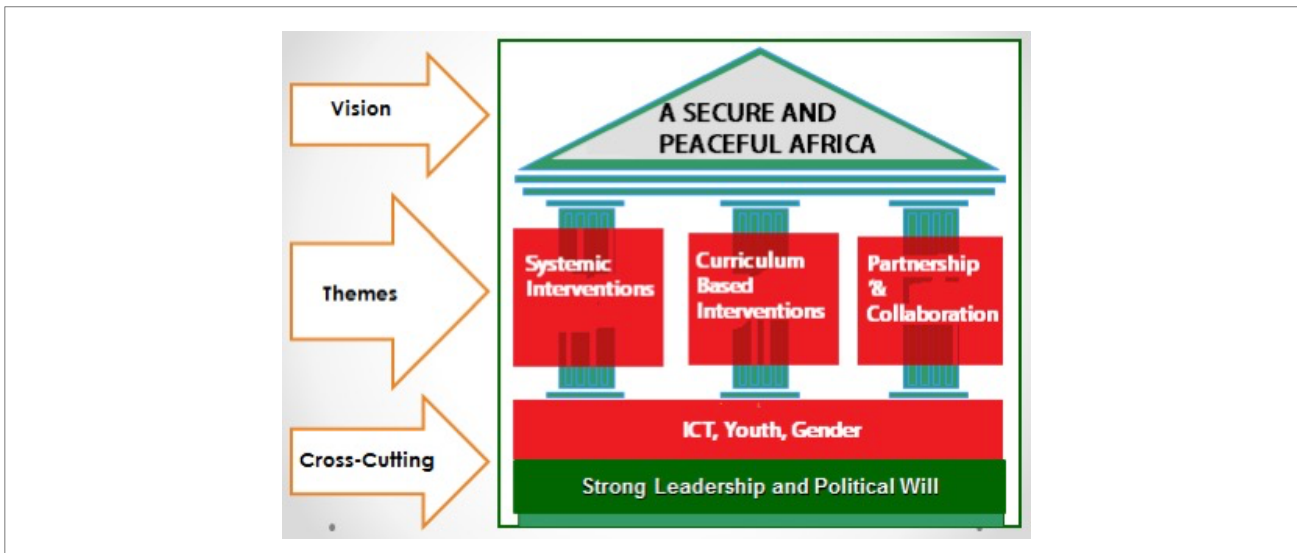 Vision
A SECURE AND
PEACEFUL AFRICA
Themes
Systemic
Interventions
Curriculum
Based
Interventions
Partnership
'&
Collaboration
Cross-Cutting
ICT, Youth, Gender
Strong Leadership and Political Will